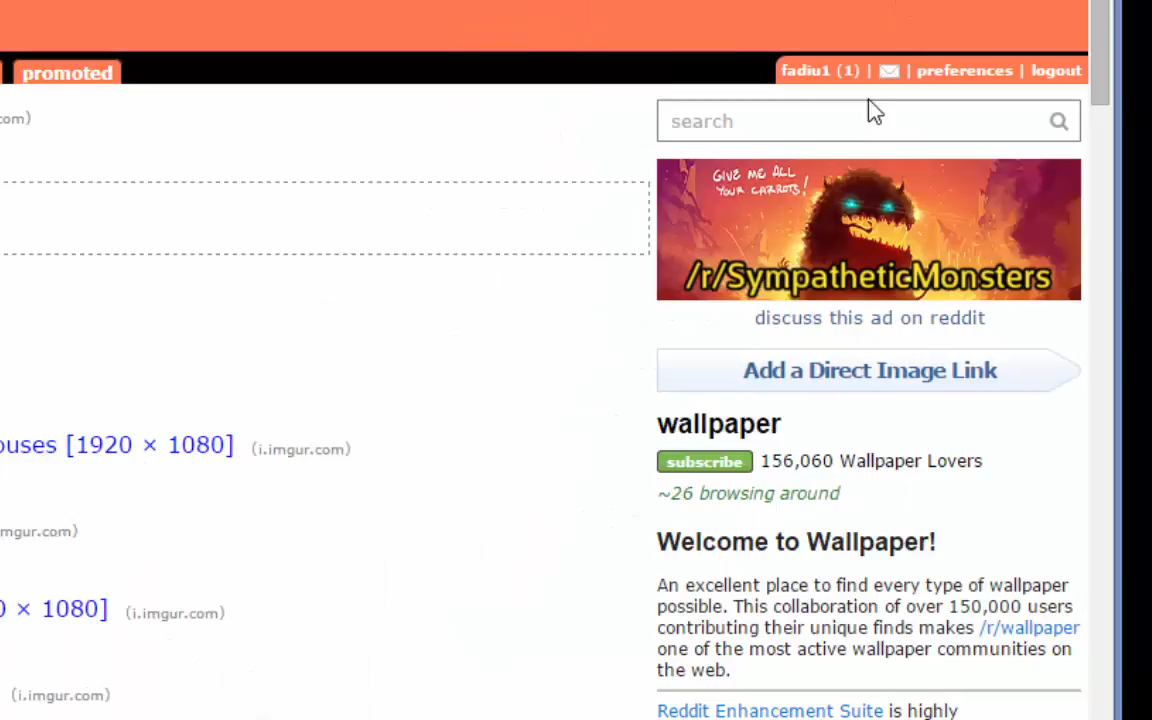 promoted
fadiu1 (1) | | preferences | logout
com)
search
GIVE ME ALL
YOUR CARROTS!
/r/SympatheticMonsters
discuss this ad on reddit
Add a Direct Image Link
wallpaper
ouses [1920 × 1080] (i.imgur.com)
subscribe 156,060 Wallpaper Lovers
~26 browsing around
mgur.com)
Welcome to Wallpaper!
An excellent place to find every type of wallpaper
possible. This collaboration of over 150,000 users
0 × 1080] (i.imgur.com)
contributing their unique finds makes /r/wallpaper
one of the most active wallpaper communities on
the web.
(i.imgur.com)
Reddit Enhancement Suite is highly